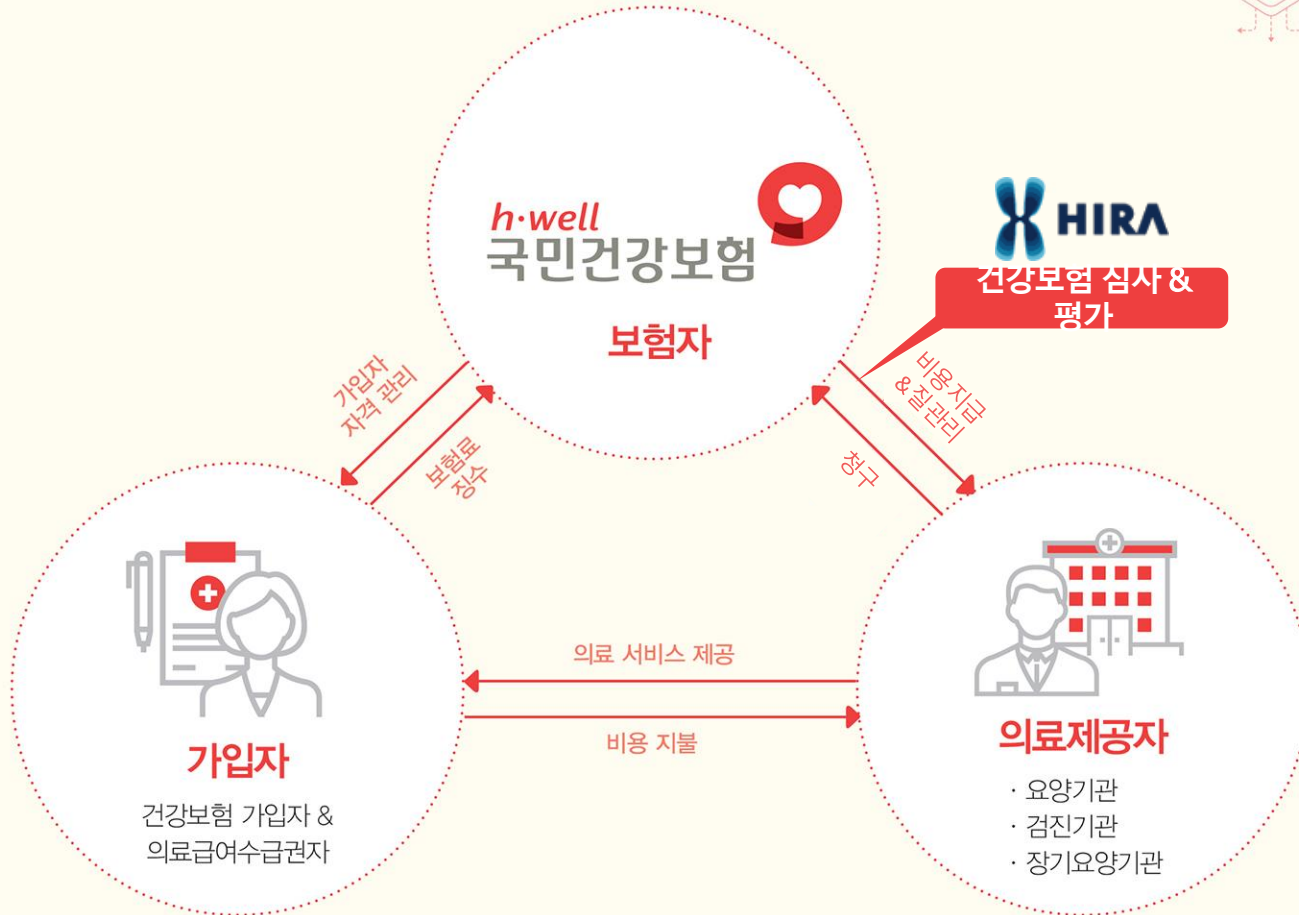 h·well
국민건강보험
보험자
HIRA
건강보험 심사 &
평가
가입자
자격 관리
보험료
징수
비용지급
&질관리
청구
의료 서비스 제공
비용 지불
가입자
건강보험 가입자 &
의료급여수급권자
의료제공자
· 요양기관
· 검진기관
· 장기요양기관